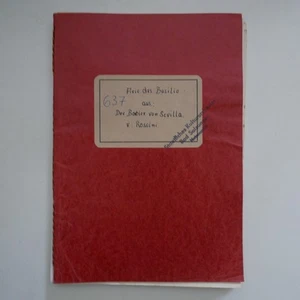 637
Arie des Basilio
aus
Der Barbier von Sevilla
v. Rossini